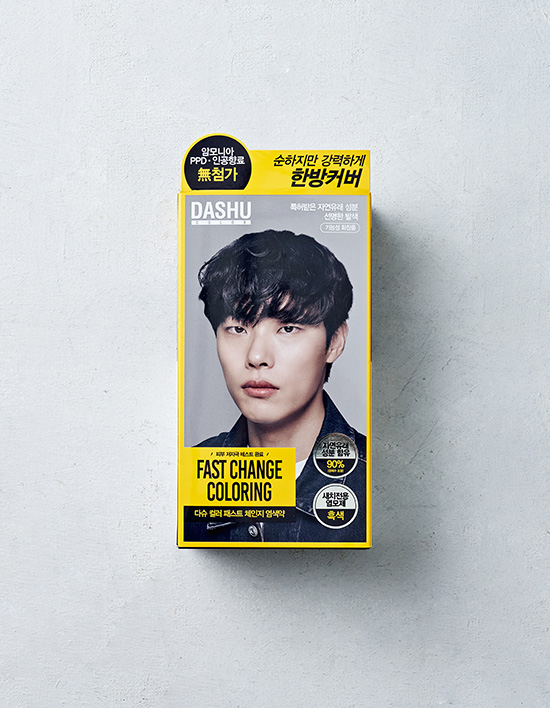 암모니아
PPD · 인공향료
無첨가
순하지만 강력하게
한방커버
DASHU
COLOR
특허받은 자연유래 성분
선명한 발색
기능성 화장품
피부 저자극 테스트 완료
FAST CHANGE
COLORING
다슈 컬러 패스트 체인지 염색약
자연유래
성분 함유
90%
새치전용
염모제
흑색